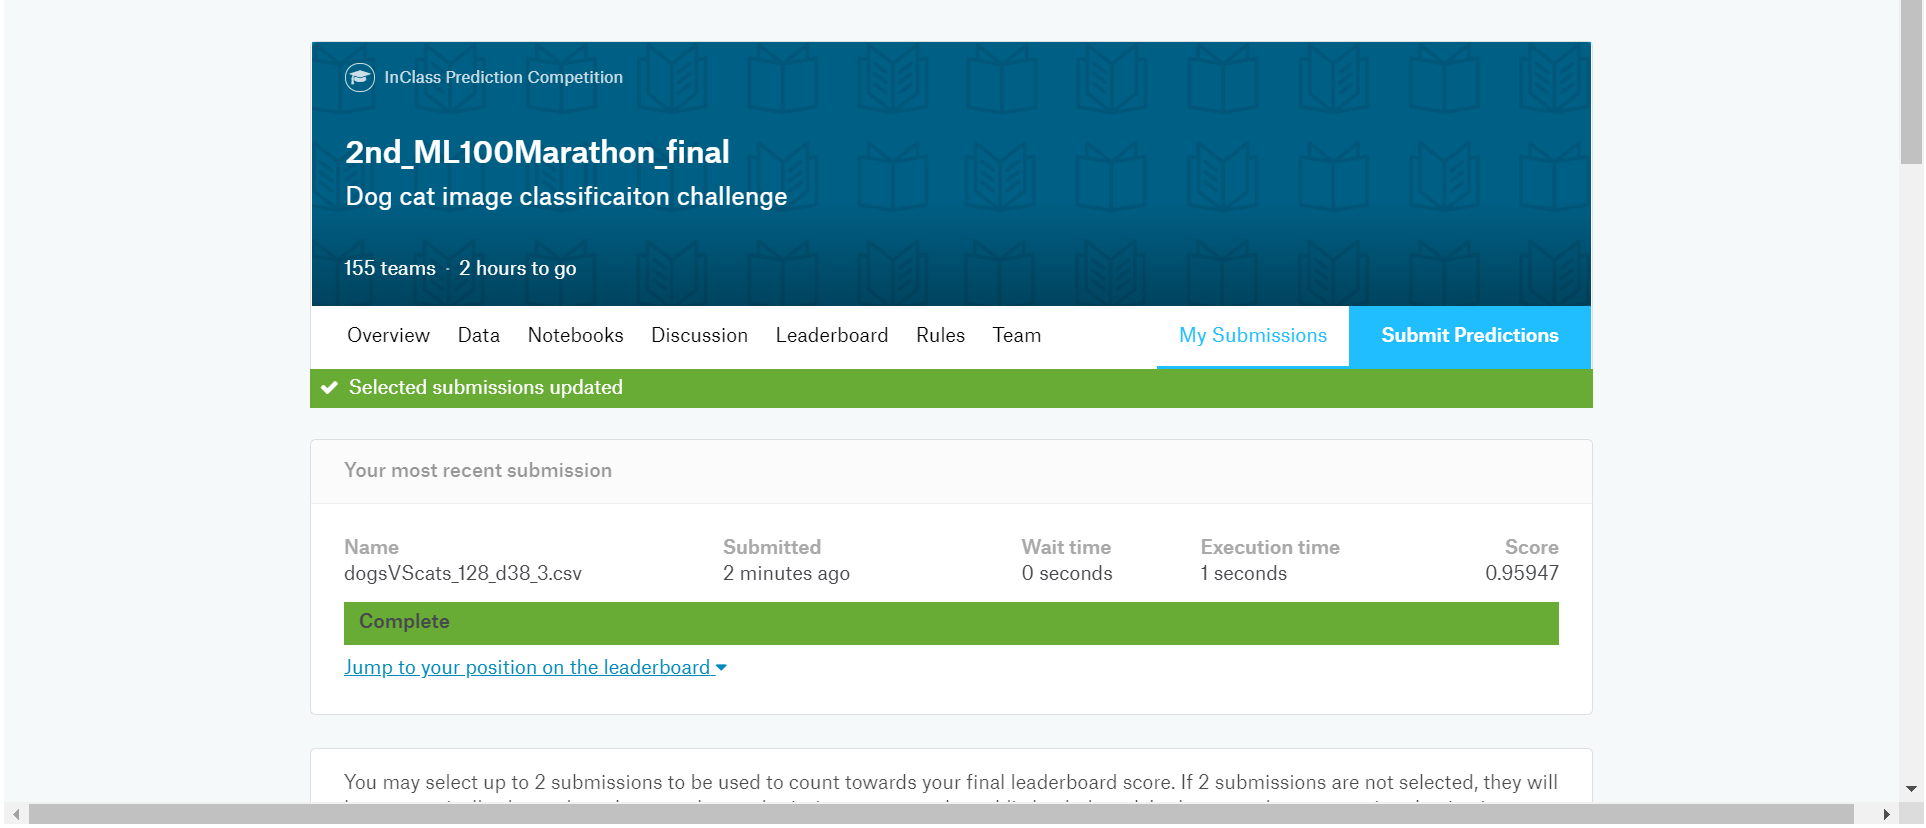 InClass Prediction Competition
2nd_ML100Marathon_final
Dog cat image classificaiton challenge
155 teams · 2 hours to go
Overview Data Notebooks Discussion Leaderboard Rules Team My Submissions Submit Predictions
Selected submissions updated
Your most recent submission
Name Submitted Wait time Execution time Score
dogsVScats_128_d38_3.csv 2 minutes ago 0 seconds 1 seconds 0.95947
Complete
Jump to your position on the leaderboard
You may select up to 2 submissions to be used to count towards your final leaderboard score. If 2 submissions are not selected, they will